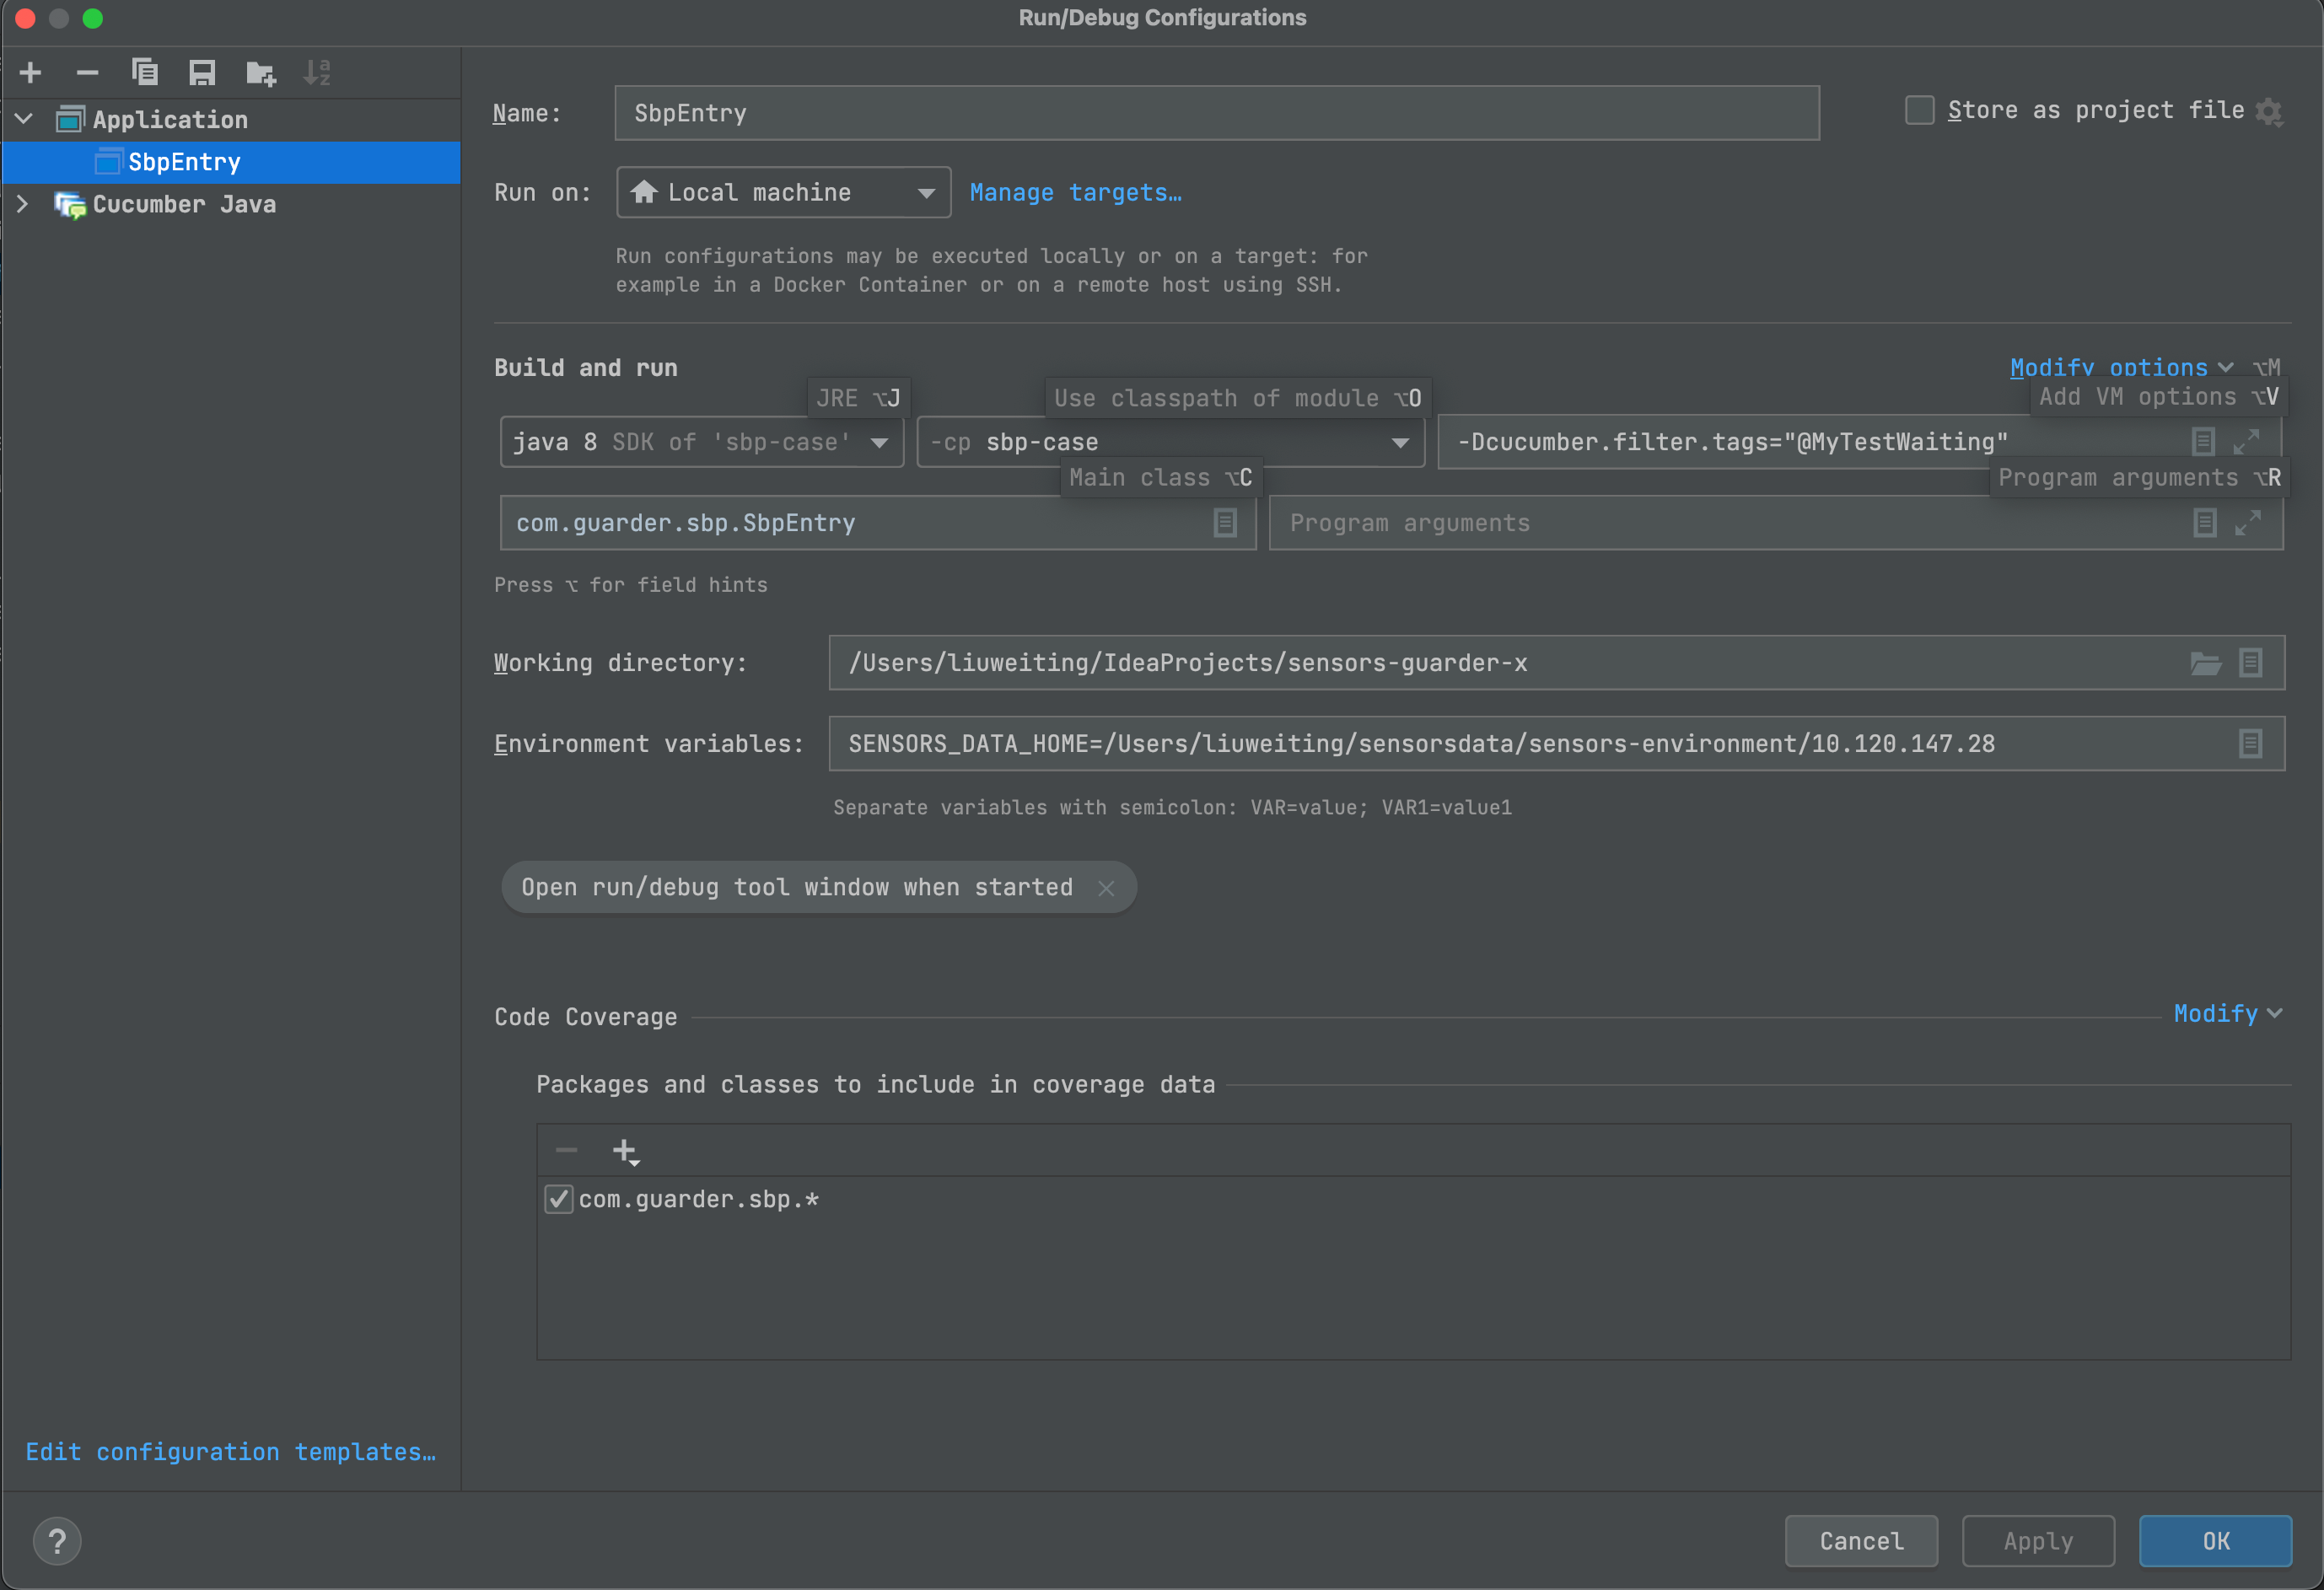 Run/Debug Configurations
Application
SbpEntry
Cucumber Java
Edit configuration templates…
Name:
SbpEntry
Store as project file
Run on:
Local machine
Manage targets…
Run configurations may be executed locally or on a target: for
example in a Docker Container or on a remote host using SSH.
Build and run
Modify options ⌥M
JRE ⌥J
Use classpath of module ⌥O
Add VM options ⌥V
java 8 SDK of 'sbp-case'
-cp sbp-case
-Dcucumber.filter.tags="@MyTestWaiting"
Main class ⌥C
Program arguments ⌥R
com.guarder.sbp.SbpEntry
Program arguments
Press ⌥ for field hints
Working directory:
/Users/liuweiting/IdeaProjects/sensors-guarder-x
Environment variables:
SENSORS_DATA_HOME=/Users/liuweiting/sensorsdata/sensors-environment/10.120.147.28
Separate variables with semicolon: VAR=value; VAR1=value1
Open run/debug tool window when started
Code Coverage
Modify
Packages and classes to include in coverage data
com.guarder.sbp.*
?
Cancel
Apply
OK